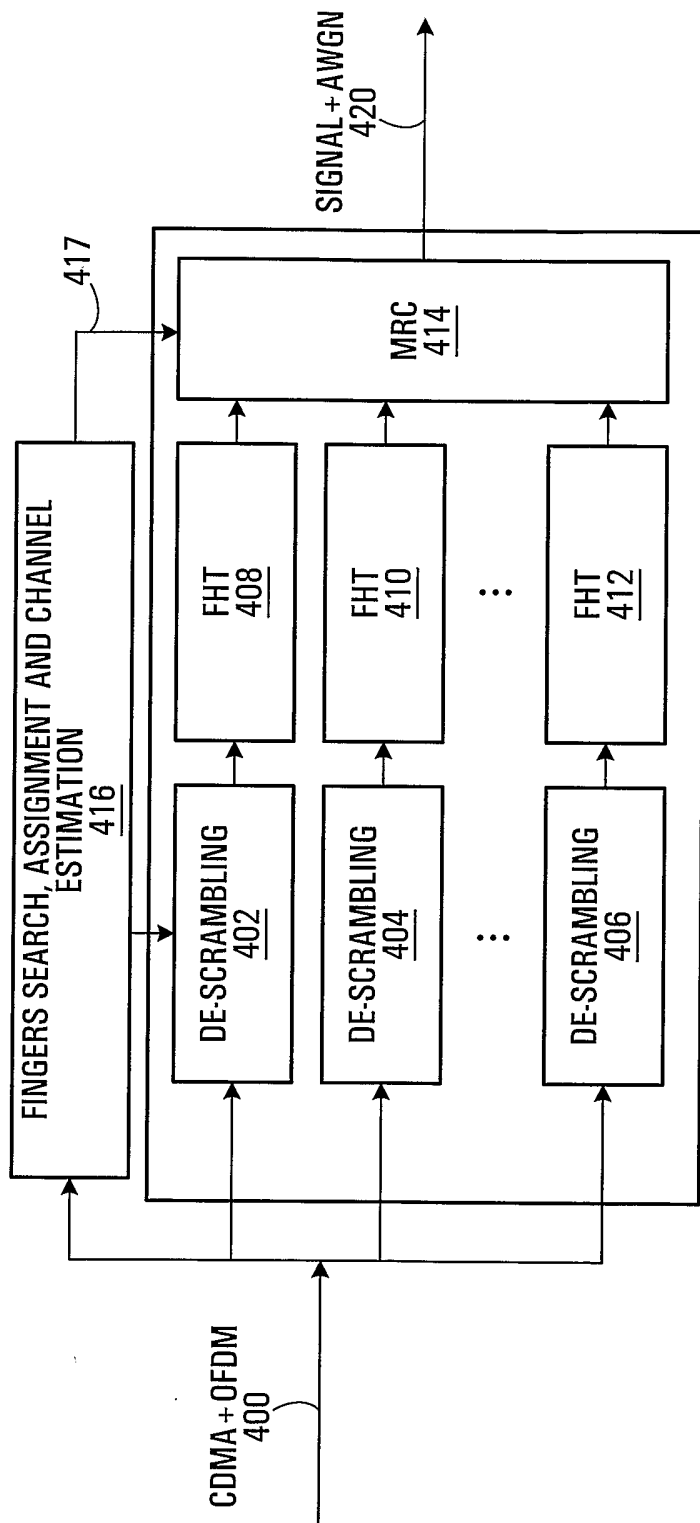 FINGERS SEARCH, ASSIGNMENT AND CHANNEL
ESTIMATION
416
417
CDMA+OFDM
400
DE-SCRAMBLING
402
FHT
408
DE-SCRAMBLING
404
FHT
410
...
...
DE-SCRAMBLING
406
FHT
412
MRC
414
SIGNAL+AWGN
420